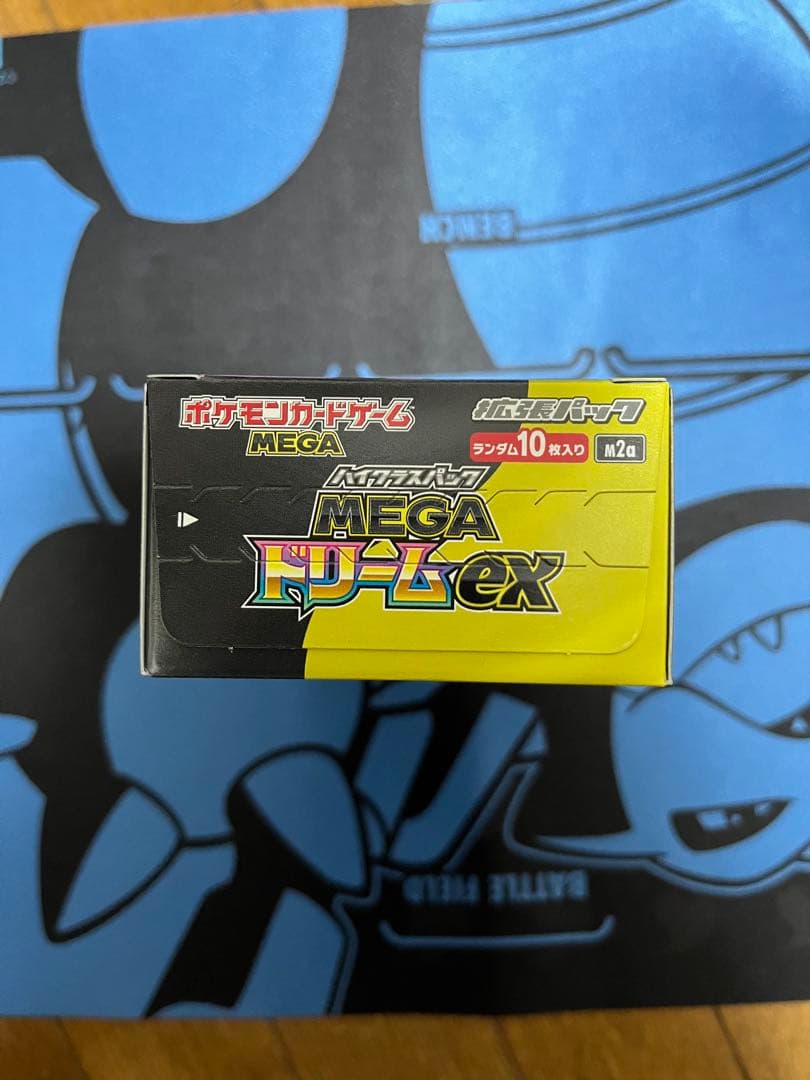 BENCH
ポケモンカードゲーム
MEGA
拡張パック
ランダム10枚入り M2a
ハイクラスパック
MEGA
ドリームex
BATTLE FIELD